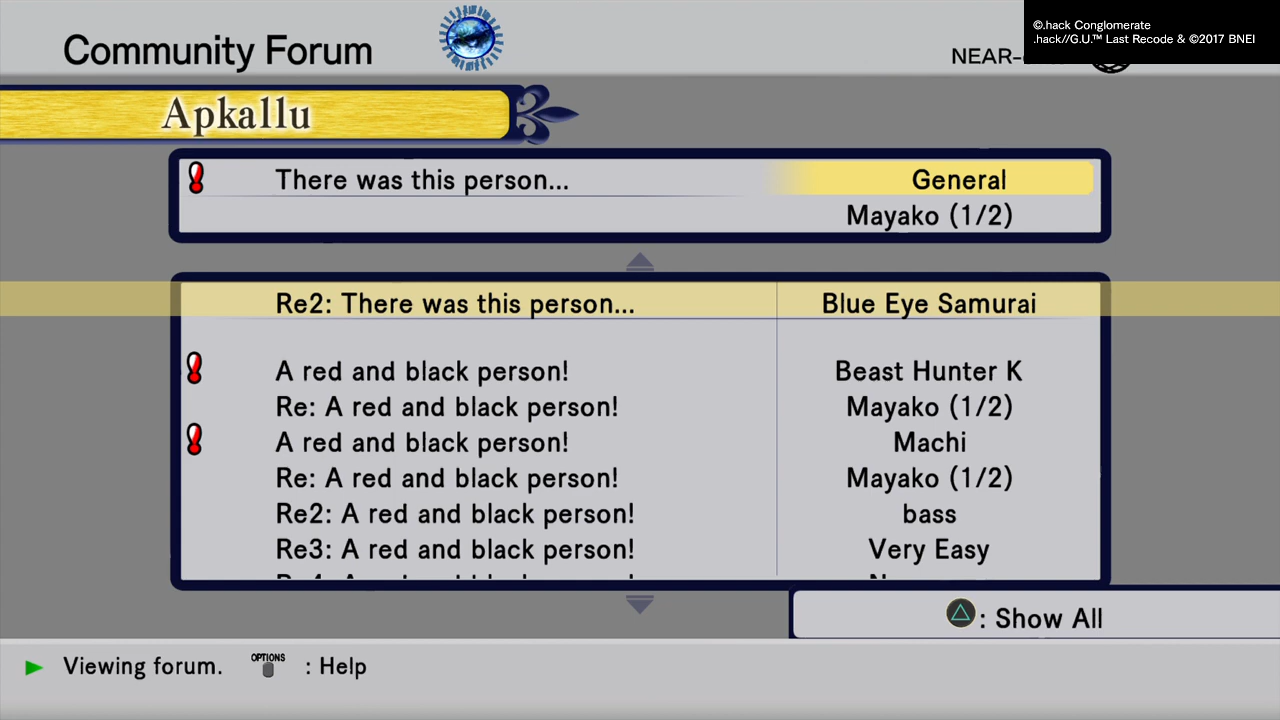 ©.hack Conglomerate
.hack//G.U.™ Last Recode & ©2017 BNEI
Community Forum
NEAR-
Apkallu
There was this person... General
Mayako (1/2)
Re2: There was this person... Blue Eye Samurai
A red and black person! Beast Hunter K
Re: A red and black person! Mayako (1/2)
A red and black person! Machi
Re: A red and black person! Mayako (1/2)
Re2: A red and black person! bass
Re3: A red and black person! Very Easy
: Show All
Viewing forum. OPTIONS : Help